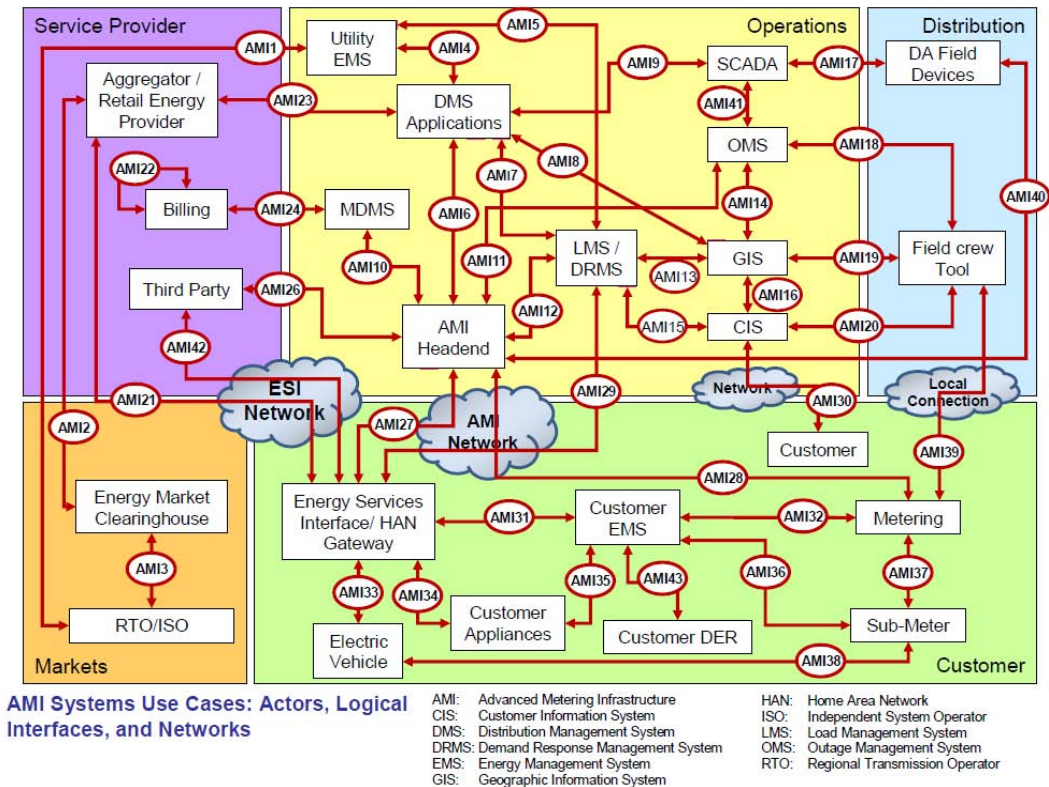 Service Provider
Operations
Distribution
Utility
EMS
AMI1
AMI4
AMI5
AMI9
SCADA
AMI17
DA Field
Devices
Aggregator /
Retail Energy
Provider
AMI23
DMS
Applications
AMI41
OMS
AMI18
AMI22
Billing
AMI24
MDMS
AMI6
AMI7
AMI8
AMI14
AMI40
AMI10
AMI11
LMS /
DRMS
AMI13
GIS
AMI19
Field crew
Tool
Third Party
AMI26
AMI12
AMI16
AMI42
AMI
Headend
AMI15
CIS
AMI20
ESI
Network
AMI21
AMI2
AMI27
AMI
Network
AMI29
Network
AMI30
Local
Connection
Customer
AMI39
AMI28
Energy Market
Clearinghouse
Energy Services
Interface/ HAN
Gateway
AMI31
Customer
EMS
AMI32
Metering
AMI3
AMI33
AMI34
AMI35
AMI43
AMI36
AMI37
RTO/ISO
Electric
Vehicle
Customer
Appliances
Customer DER
Sub-Meter
AMI38
Markets
Customer
AMI Systems Use Cases: Actors, Logical
Interfaces, and Networks
AMI: Advanced Metering Infrastructure
CIS: Customer Information System
DMS: Distribution Management System
DRMS: Demand Response Management System
EMS: Energy Management System
GIS: Geographic Information System
HAN: Home Area Network
ISO: Independent System Operator
LMS: Load Management System
OMS: Outage Management System
RTO: Regional Transmission Operator